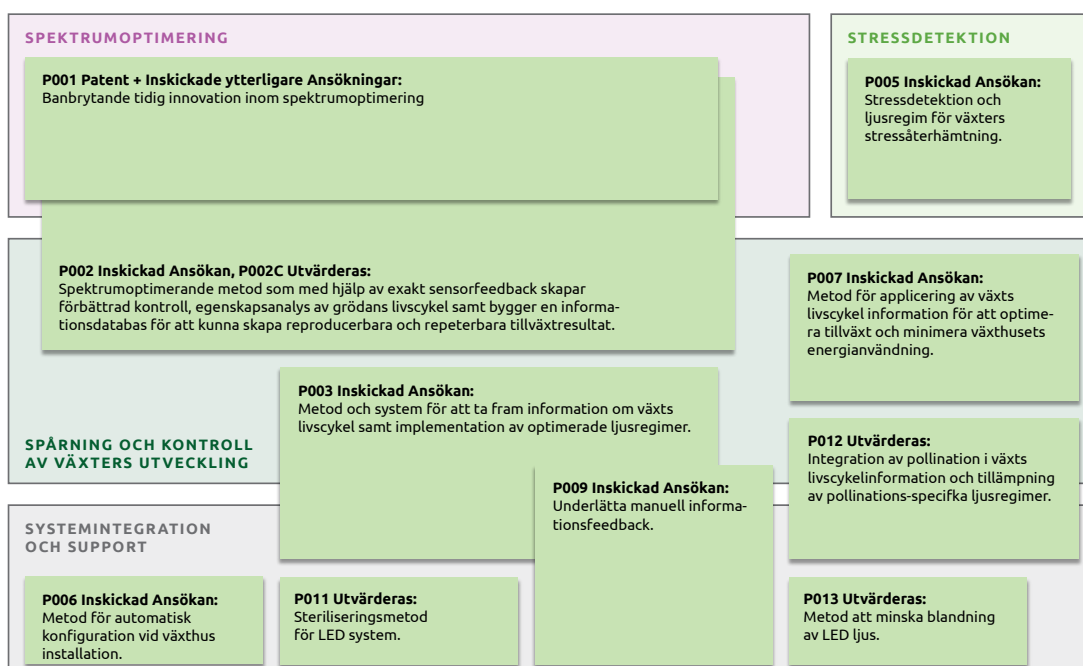 SPEKTRUMOPTIMERING
P001 Patent + Inskickade ytterligare Ansökningar:
Banbrytande tidig innovation inom spektrumoptimering
STRESSDETEKTION
P005 Inskickad Ansökan:
Stressdetektion och
ljusregim för växters
stressåterhämtning.
P002 Inskickad Ansökan, P002C Utvärderas:
Spektrumoptimerande metod som med hjälp av exakt sensorfeedback skapar
förbättrad kontroll, egenskapsanalys av grödans livscykel samt bygger en informa-
tionsdatabas för att kunna skapa reproducerbara och repeterbara tillväxtresultat.
P007 Inskickad Ansökan:
Metod för applicering av växts
livscykel information för att optime-
ra tillväxt och minimera växthusets
energianvändning.
P003 Inskickad Ansökan:
Metod och system för att ta fram information om växts
livscykel samt implementation av optimerade ljusregimer.
SPÅRNING OCH KONTROLL
AV VÄXTERS UTVECKLING
P012 Utvärderas:
Integration av pollination i växts
livscykelinformation och tillämpning
av pollinations-specifka ljusregimer.
P009 Inskickad Ansökan:
Underlätta manuell informa-
tionsfeedback.
SYSTEMINTEGRATION
OCH SUPPORT
P006 Inskickad Ansökan:
Metod för automatisk
konfiguration vid växthus
installation.
P011 Utvärderas:
Steriliseringsmetod
för LED system.
P013 Utvärderas:
Metod att minska blandning
av LED ljus.